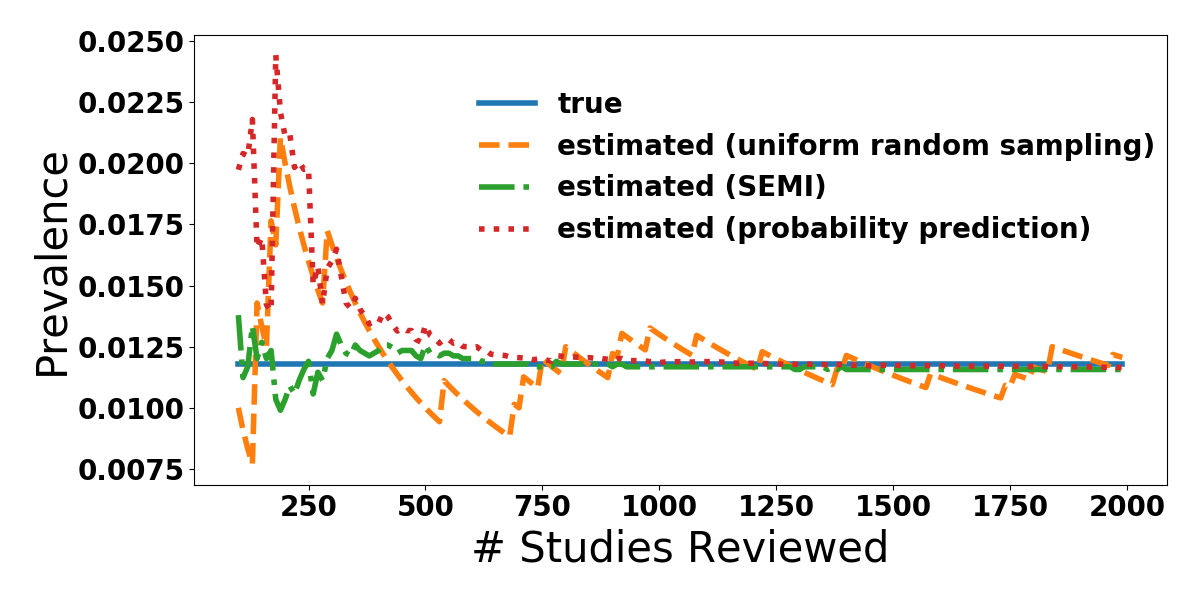 0.0250
0.0225
0.0200
0.0175
0.0150
0.0125
0.0100
0.0075
Prevalence
true
estimated (uniform random sampling)
estimated (SEMI)
estimated (probability prediction)
250 500 750 1000 1250 1500 1750 2000
# Studies Reviewed